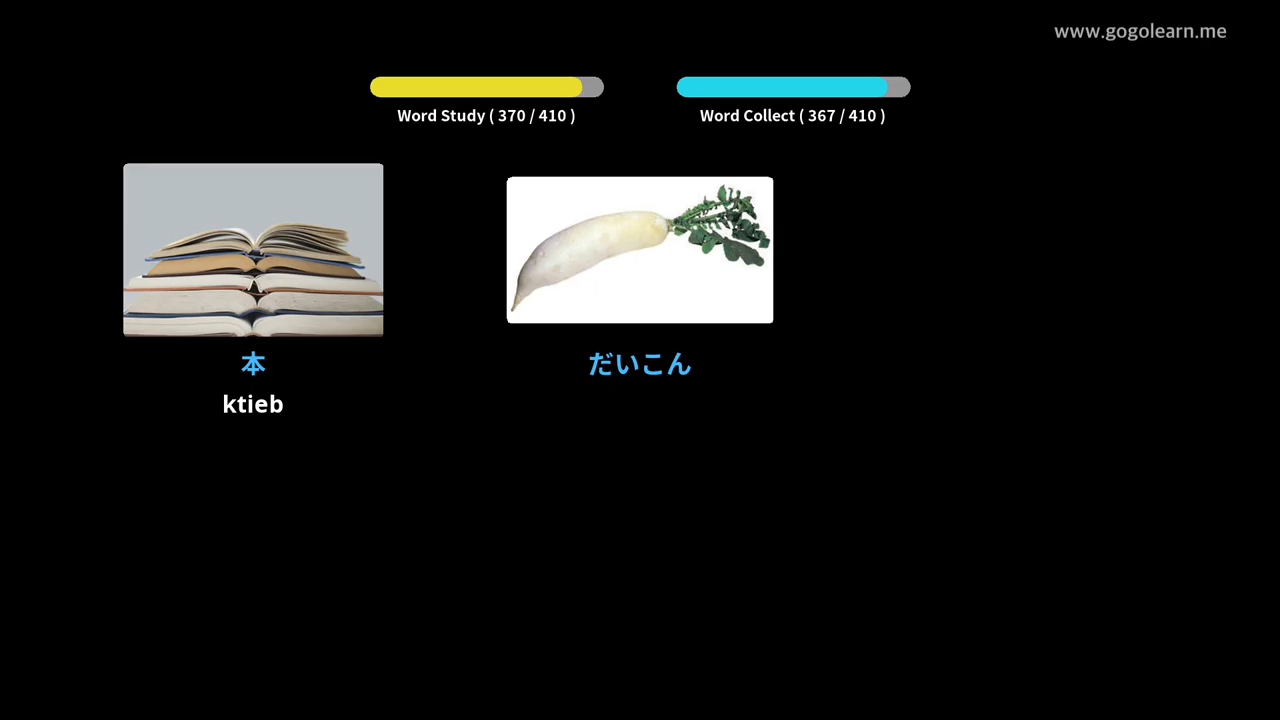 www.gogolearn.me
Word Study ( 370 / 410 )
Word Collect ( 367 / 410 )
本
ktieb
だいこん